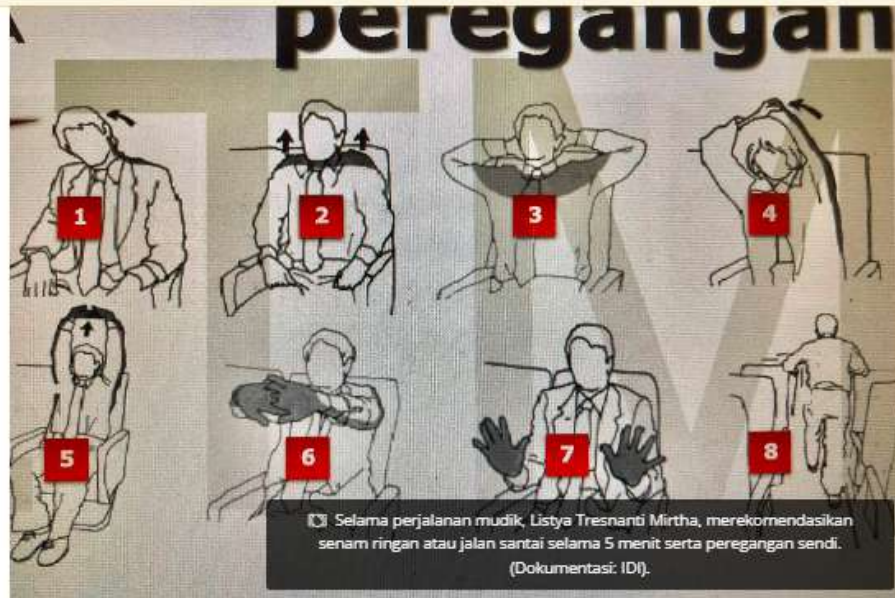 peregangan
1
2
3
4
5
6
7
8
Selama perjalanan mudik, Listya Tresnanti Mirtha, merekomendasikan
senam ringan atau jalan santai selama 5 menit serta peregangan sendi.
(Dokumentasi: IDI).